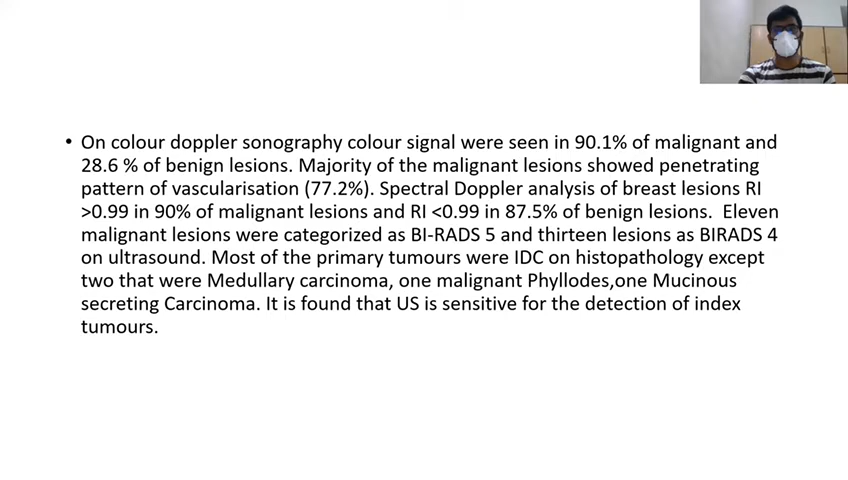 • On colour doppler sonography colour signal were seen in 90.1% of malignant and
28.6 % of benign lesions. Majority of the malignant lesions showed penetrating
pattern of vascularisation (77.2%). Spectral Doppler analysis of breast lesions RI
>0.99 in 90% of malignant lesions and RI <0.99 in 87.5% of benign lesions.  Eleven
malignant lesions were categorized as BI-RADS 5 and thirteen lesions as BIRADS 4
on ultrasound. Most of the primary tumours were IDC on histopathology except
two that were Medullary carcinoma, one malignant Phyllodes,one Mucinous
secreting Carcinoma. It is found that US is sensitive for the detection of index
tumours.